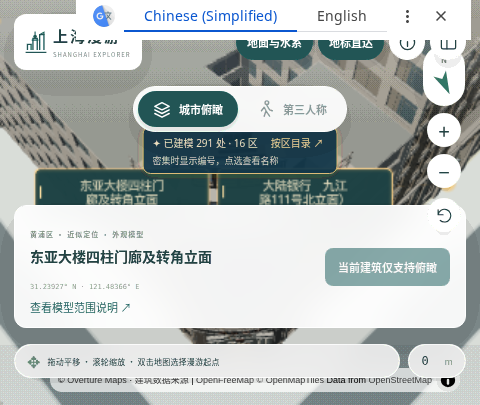 Chinese (Simplified)
English
上海漫游
SHANGHAI EXPLORER
地面与水系
地标直达
N
城市俯瞰
第三人称
✦ 已建模 291 处 · 16 区 按区目录 ↗
密集时显示编号，点选查看名称
东亚大楼四柱门
廊及转角立面
大陆银行 九江
路111号北立面）
黄浦区 · 近似定位 · 外观模型
东亚大楼四柱门廊及转角立面
当前建筑仅支持俯瞰
31.23927° N · 121.48366° E
查看模型范围说明 ↗
拖动平移 · 滚轮缩放 · 双击地图选择漫游起点
0 m
© Overture Maps · 建筑数据来源 | OpenFreeMap © OpenMapTiles Data from OpenStreetMap